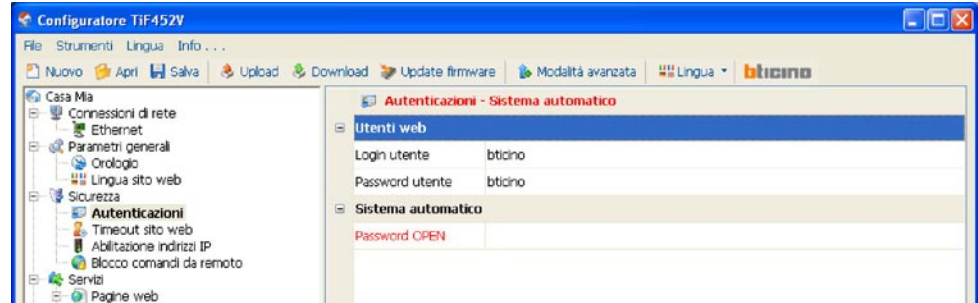 Configuratore TiF452V
File Strumenti Lingua Info . . .
Nuovo Apri Salva Upload Download Update firmware Modalità avanzata Lingua bticino
Casa Mia
Connessioni di rete
Ethernet
Parametri generali
Orologio
Lingua sito web
Sicurezza
Autenticazioni
Timeout sito web
Abilitazione indirizzi IP
Blocco comandi da remoto
Servizi
Pagine web
Autenticazioni - Sistema automatico
Utenti web
Login utente bticino
Password utente bticino
Sistema automatico
Password OPEN